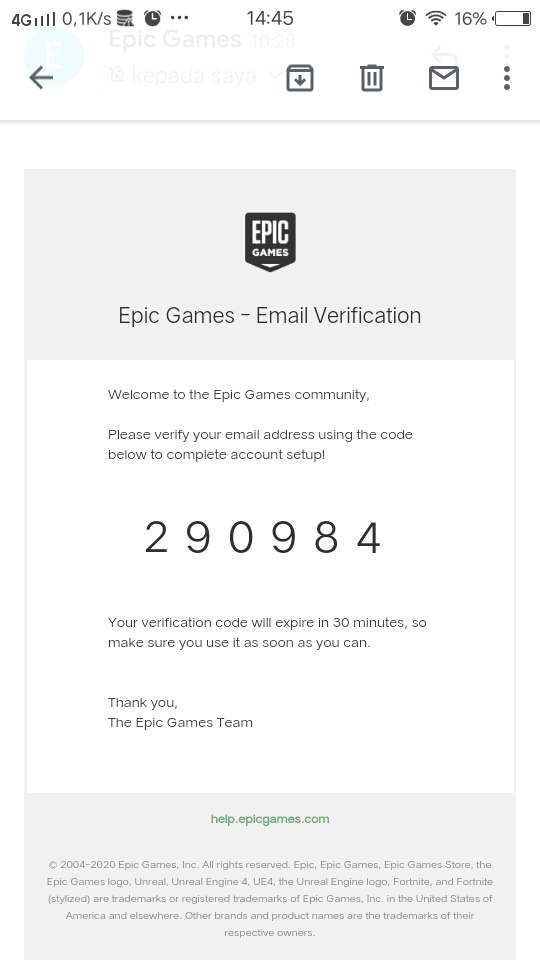 4G 0,1K/s 14:45 16%
Epic Games 10:28
E
kepada saya
EPIC
GAMES
Epic Games - Email Verification
Welcome to the Epic Games community,
Please verify your email address using the code
below to complete account setup!
290984
Your verification code will expire in 30 minutes, so
make sure you use it as soon as you can.
Thank you,
The Epic Games Team
help.epicgames.com
© 2004-2020 Epic Games, Inc. All rights reserved. Epic, Epic Games, Epic Games Store, the
Epic Games logo, Unreal, Unreal Engine 4, UE4, the Unreal Engine logo, Fortnite, and Fortnite
(stylized) are trademarks or registered trademarks of Epic Games, Inc. in the United States of
America and elsewhere. Other brands and product names are the trademarks of their
respective owners.